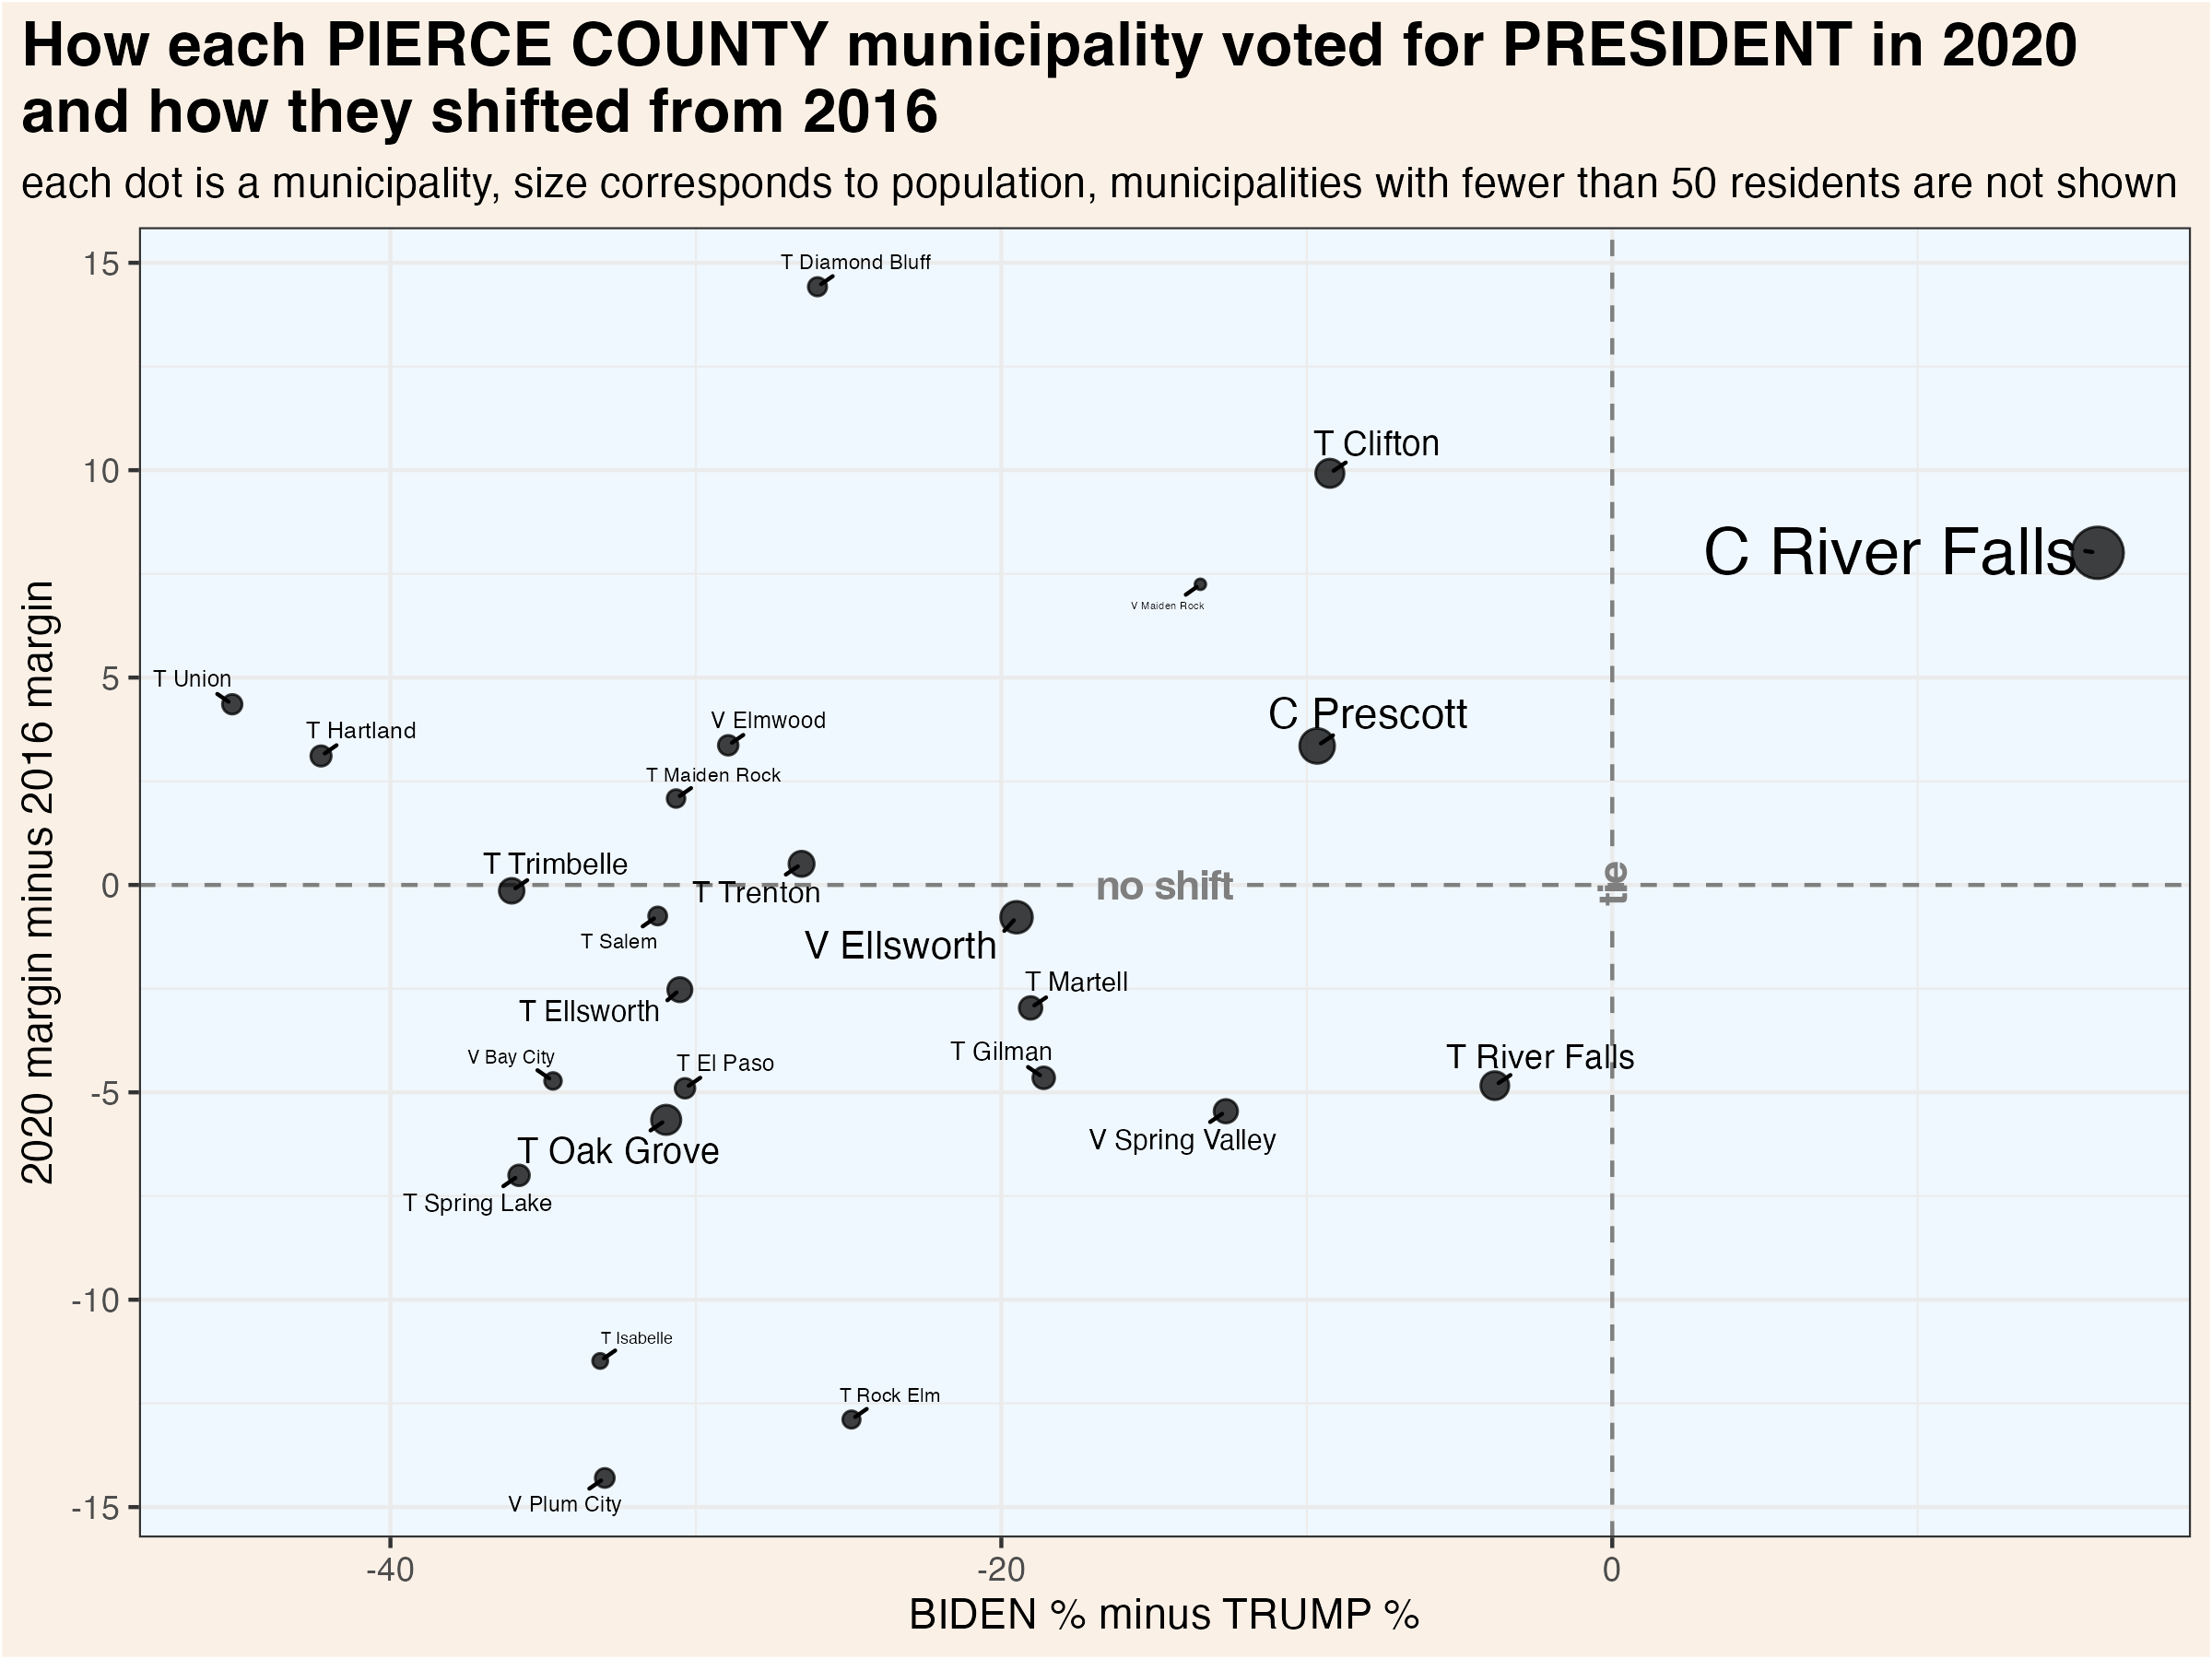 How each PIERCE COUNTY municipality voted for PRESIDENT in 2020
and how they shifted from 2016
each dot is a municipality, size corresponds to population, municipalities with fewer than 50 residents are not shown
15
10
5
0
-5
-10
-15
2020 margin minus 2016 margin
T Diamond Bluff
T Clifton
C River Falls
V Maiden Rock
T Union
C Prescott
V Elmwood
T Hartland
T Maiden Rock
T Trimbelle
T Trenton
no shift
tie
T Salem
V Ellsworth
T Martell
T Ellsworth
T Gilman
V Bay City
T El Paso
T River Falls
V Spring Valley
T Oak Grove
T Spring Lake
T Isabelle
T Rock Elm
V Plum City
-40
-20
0
BIDEN % minus TRUMP %